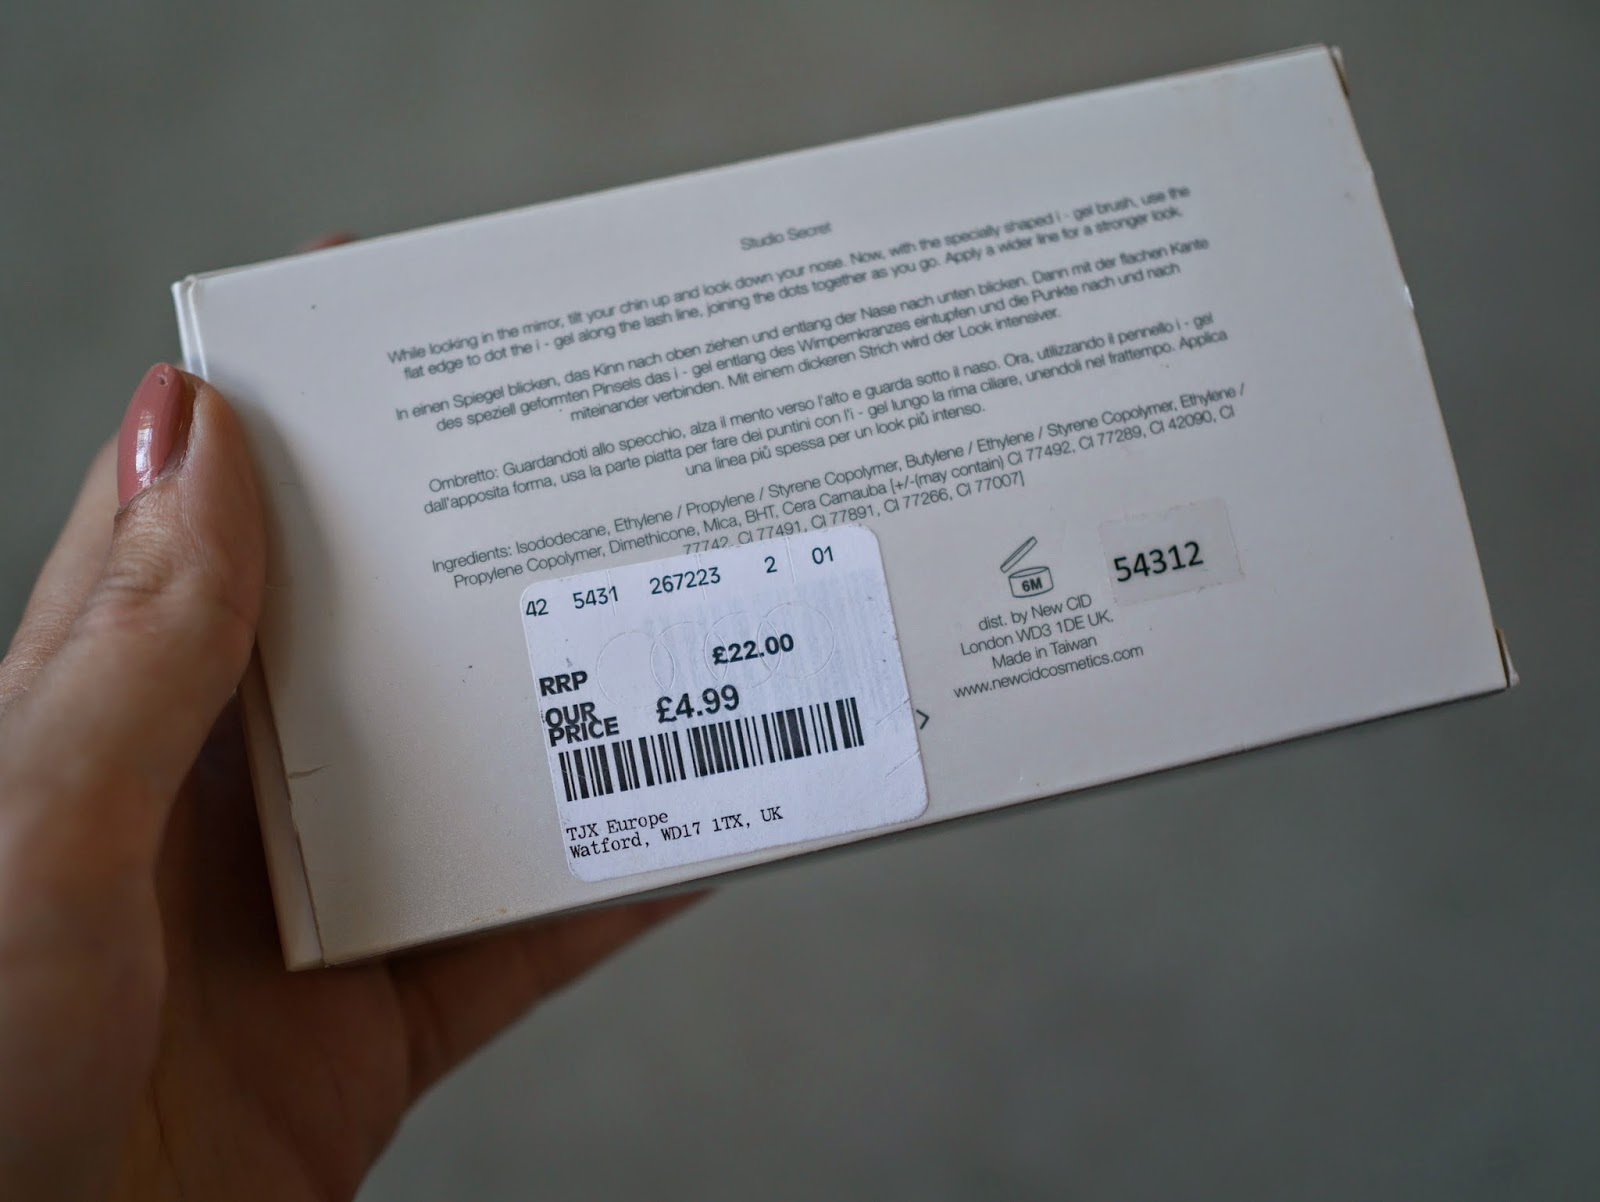 Studio Secret
While looking in the mirror, tilt your chin up and look down your nose. Now, with the specially shaped i - gel brush, use the
flat edge to dot the i - gel along the lash line, joining the dots together as you go. Apply a wider line for a stronger look.
In einen Spiegel blicken, das Kinn nach oben ziehen und entlang der Nase nach unten blicken. Dann mit der flachen Kante
des speziell geformten Pinsels das i - gel entlang des Wimpernkranzes eintupfen und die Punkte nach und nach
miteinander verbinden. Mit einem dickeren Strich wird der Look intensiver.
Ombretto: Guardandoti allo specchio, alza il mento verso l'alto e guarda sotto il naso. Ora, utilizzando il pennello i - gel
dall'apposita forma, usa la parte piatta per fare dei puntini con l'i - gel lungo la rima ciliare, unendoli nel frattempo. Applica
una linea più spessa per un look più intenso.
Ingredients: Isododecane, Ethylene / Propylene / Styrene Copolymer, Butylene / Ethylene / Styrene Copolymer, Ethylene /
Propylene Copolymer, Dimethicone, Mica, BHT, Cera Carnauba [+/-(may contain) CI 77492, CI 77289, CI 42090, CI
77742, CI 77491, CI 77891, CI 77266, CI 77007]
42 5431 267223 2 01
RRP £22.00
OUR
PRICE £4.99
TJX Europe
Watford, WD17 1TX, UK
6M
54312
dist. by New CID
London WD3 1DE UK.
Made in Taiwan
www.newcidcosmetics.com